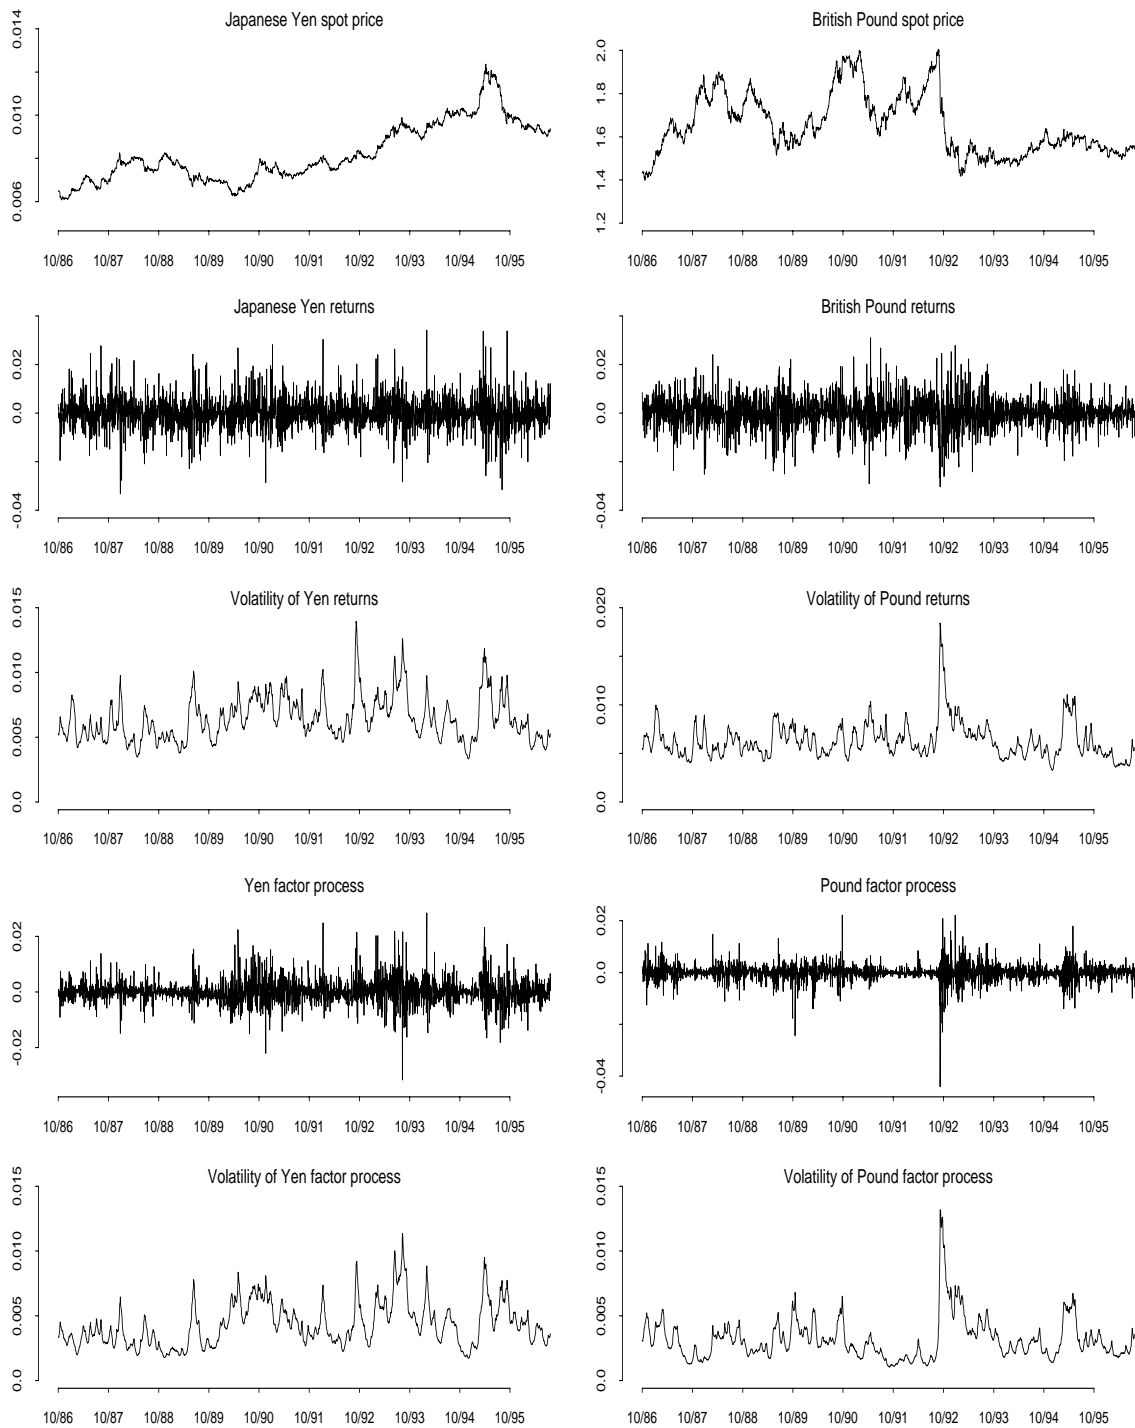 Japanese Yen spot price
0.014
0.010
0.006
10/86 10/87 10/88 10/89 10/90 10/91 10/92 10/93 10/94 10/95
British Pound spot price
2.0
1.8
1.6
1.4
1.2
10/86 10/87 10/88 10/89 10/90 10/91 10/92 10/93 10/94 10/95
Japanese Yen returns
0.02
0.0
-0.04
10/86 10/87 10/88 10/89 10/90 10/91 10/92 10/93 10/94 10/95
British Pound returns
0.02
0.0
-0.04
10/86 10/87 10/88 10/89 10/90 10/91 10/92 10/93 10/94 10/95
Volatility of Yen returns
0.015
0.010
0.005
0.0
10/86 10/87 10/88 10/89 10/90 10/91 10/92 10/93 10/94 10/95
Volatility of Pound returns
0.020
0.010
0.0
10/86 10/87 10/88 10/89 10/90 10/91 10/92 10/93 10/94 10/95
Yen factor process
0.02
0.0
-0.02
10/86 10/87 10/88 10/89 10/90 10/91 10/92 10/93 10/94 10/95
Pound factor process
0.02
0.0
-0.04
10/86 10/87 10/88 10/89 10/90 10/91 10/92 10/93 10/94 10/95
Volatility of Yen factor process
0.015
0.010
0.005
0.0
10/86 10/87 10/88 10/89 10/90 10/91 10/92 10/93 10/94 10/95
Volatility of Pound factor process
0.015
0.010
0.005
0.0
10/86 10/87 10/88 10/89 10/90 10/91 10/92 10/93 10/94 10/95